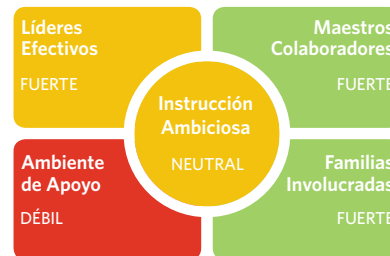 Líderes
Efectivos
FUERTE
Maestros
Colaboradores
FUERTE
Instrucción
Ambiciosa
NEUTRAL
Ambiente
de Apoyo
DÉBIL
Familias
Involucradas
FUERTE